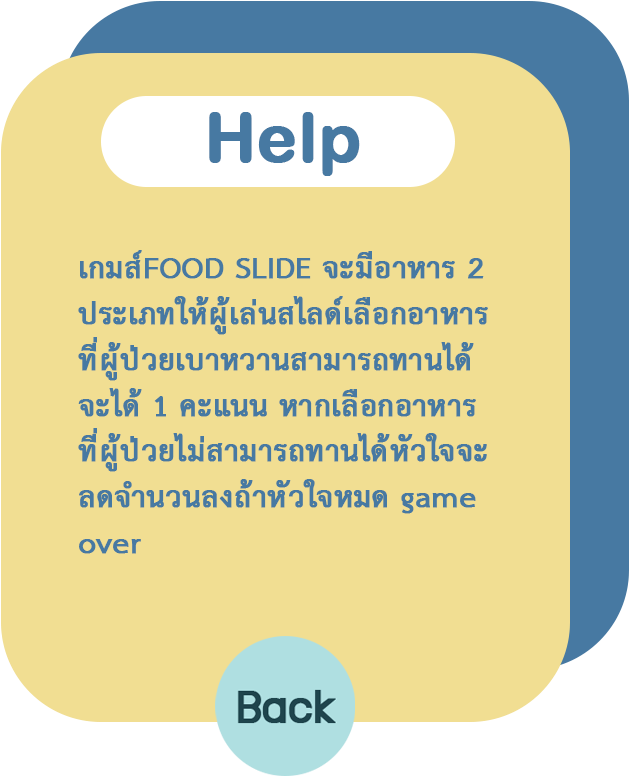 Help
เกมส์FOOD SLIDE จะมีอาหาร 2
ประเภทให้ผู้เล่นสไลด์เลือกอาหาร
ที่ผู้ป่วยเบาหวานสามารถทานได้
จะได้ 1 คะแนน หากเลือกอาหาร
ที่ผู้ป่วยไม่สามารถทานได้หัวใจจะ
ลดจำนวนลงถ้าหัวใจหมด game
over
Back